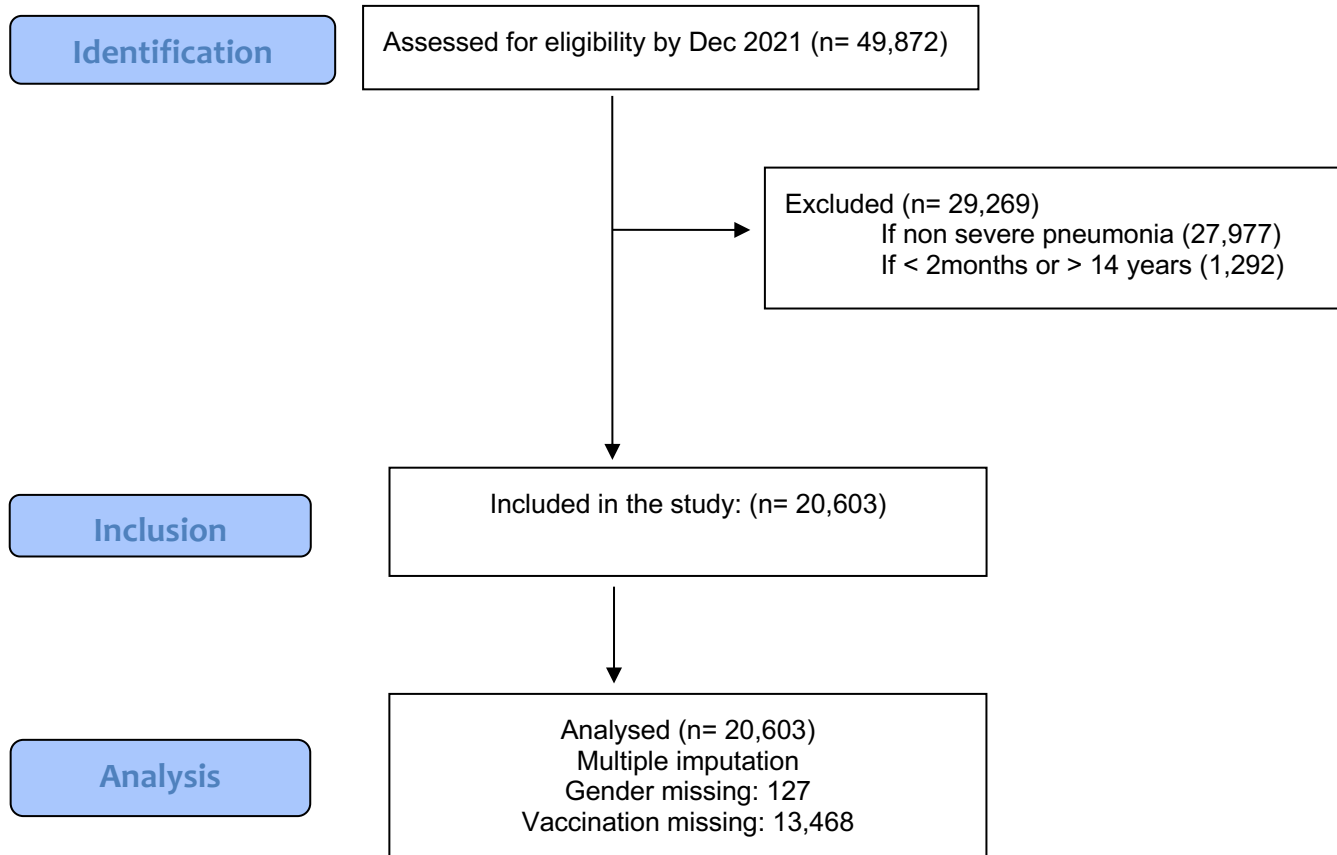 Identification
Assessed for eligibility by Dec 2021 (n= 49,872)
Excluded (n= 29,269)
If non severe pneumonia (27,977)
If < 2months or > 14 years (1,292)
Inclusion
Included in the study: (n= 20,603)
Analysis
Analysed (n= 20,603)
Multiple imputation
Gender missing: 127
Vaccination missing: 13,468